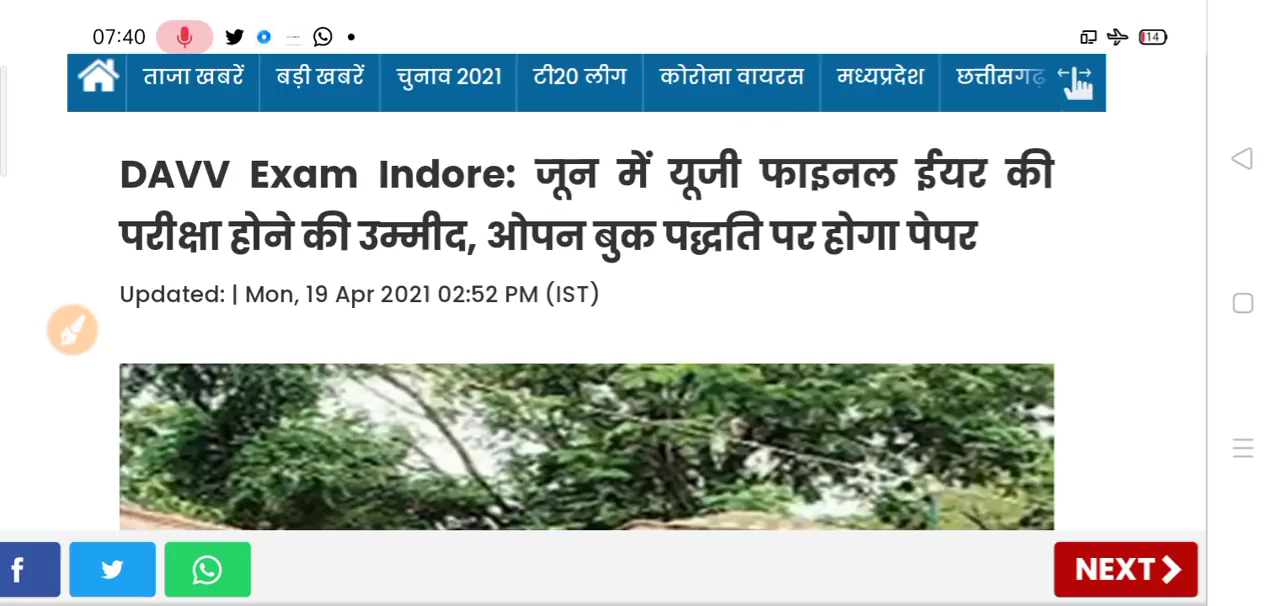 07:40 14
ताजा खबरें बड़ी खबरें चुनाव 2021 टी20 लीग कोरोना वायरस मध्यप्रदेश छत्तीसगढ़
DAVV Exam Indore: जून में यूजी फाइनल ईयर की
परीक्षा होने की उम्मीद, ओपन बुक पद्धति पर होगा पेपर
Updated: | Mon, 19 Apr 2021 02:52 PM (IST)
NEXT